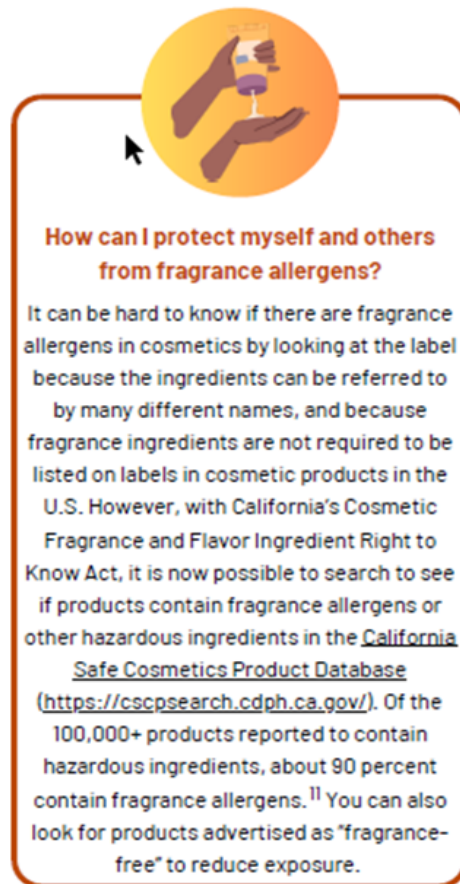 How can I protect myself and others
from fragrance allergens?
It can be hard to know if there are fragrance
allergens in cosmetics by looking at the label
because the ingredients can be referred to
by many different names, and because
fragrance ingredients are not required to be
listed on labels in cosmetic products in the
U.S. However, with California's Cosmetic
Fragrance and Flavor Ingredient Right to
Know Act, it is now possible to search to see
if products contain fragrance allergens or
other hazardous ingredients in the California
Safe Cosmetics Product Database
(https://cscpsearch.cdph.ca.gov/). Of the
100,000+ products reported to contain
hazardous ingredients, about 90 percent
contain fragrance allergens.11 You can also
look for products advertised as "fragrance-
free" to reduce exposure.